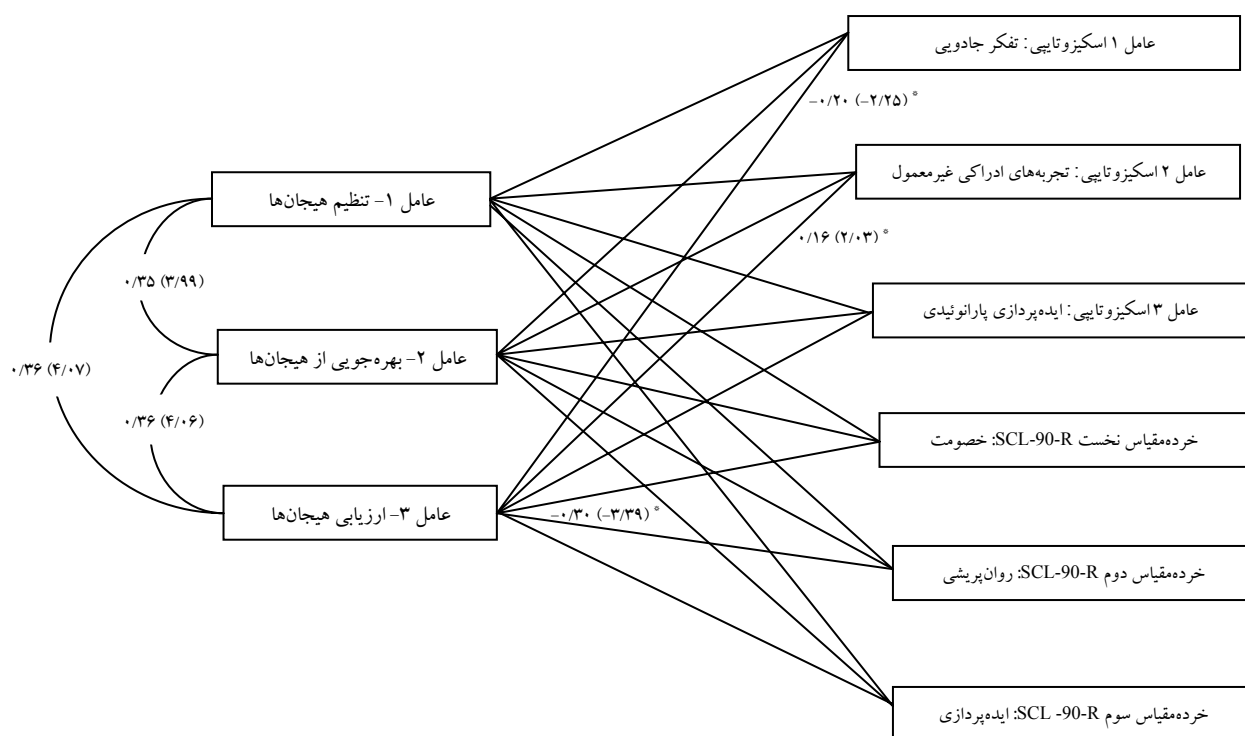 عامل ۱ اسکیزوتایپی: تفکر جادویی
−۰/۲۰ (−۲/۲۵) *
عامل ۲ اسکیزوتایپی: تجربه‌های ادراکی غیرمعمول
عامل ۱− تنظیم هیجان‌ها
۰/۱۶ (۲/۰۳) *
۰/۳۵ (۳/۹۹)
عامل ۳ اسکیزوتایپی: ایده‌پردازی پارانوئیدی
عامل ۲− بهره‌جویی از هیجان‌ها
۰/۳۶ (۴/۰۷)
۰/۳۶ (۴/۰۶)
خرده‌مقیاس نخست SCL-90-R: خصومت
عامل ۳− ارزیابی هیجان‌ها
−۰/۳۰ (−۳/۳۹) *
خرده‌مقیاس دوم SCL-90-R: روان‌پریشی
خرده‌مقیاس سوم SCL -90-R: ایده‌پردازی